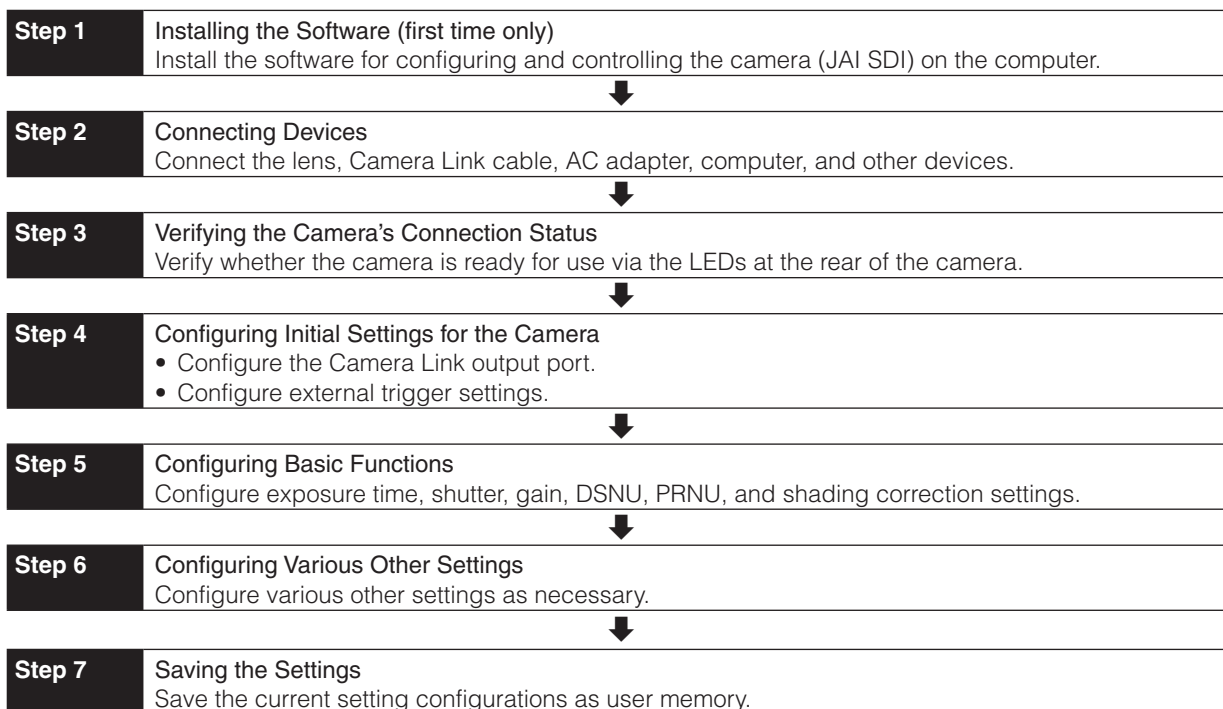 Step 1
Installing the Software (first time only)
Install the software for configuring and controlling the camera (JAI SDI) on the computer.
Step 2
Connecting Devices
Connect the lens, Camera Link cable, AC adapter, computer, and other devices.
Step 3
Verifying the Camera’s Connection Status
Verify whether the camera is ready for use via the LEDs at the rear of the camera.
Step 4
Configuring Initial Settings for the Camera
• Configure the Camera Link output port.
• Configure external trigger settings.
Step 5
Configuring Basic Functions
Configure exposure time, shutter, gain, DSNU, PRNU, and shading correction settings.
Step 6
Configuring Various Other Settings
Configure various other settings as necessary.
Step 7
Saving the Settings
Save the current setting configurations as user memory.